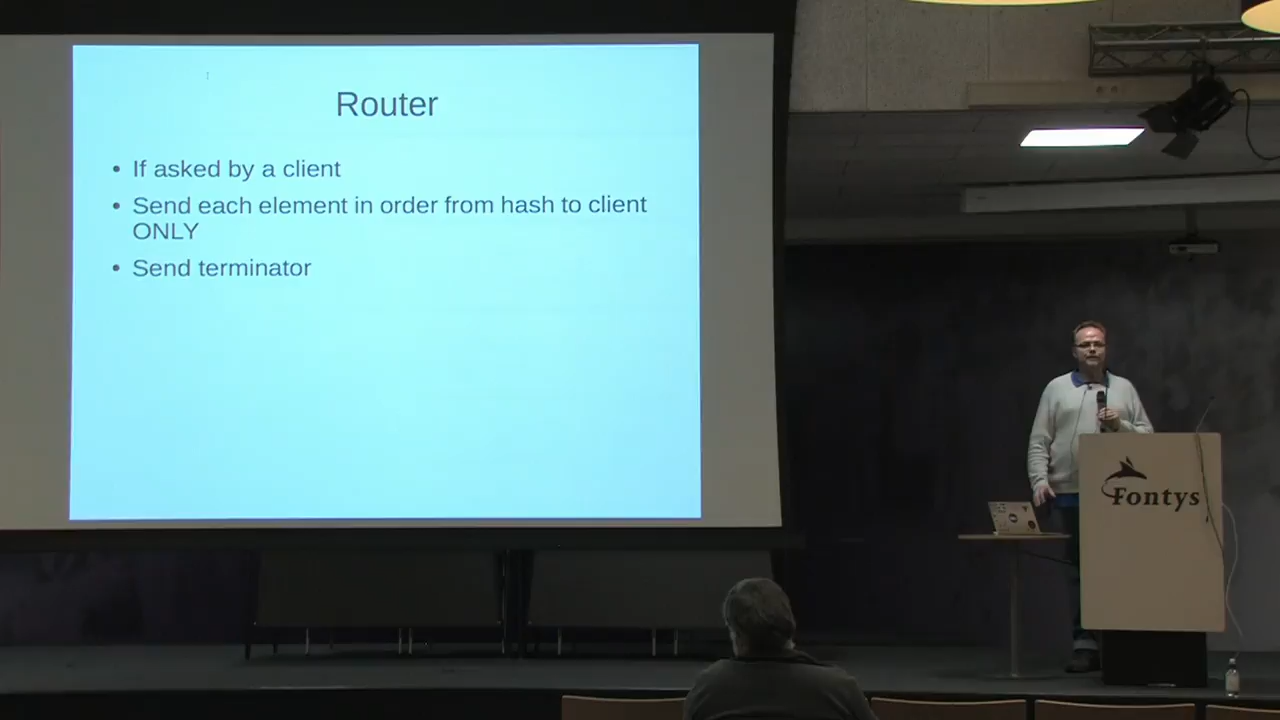 Router
• If asked by a client
• Send each element in order from hash to client
ONLY
• Send terminator
Fontys